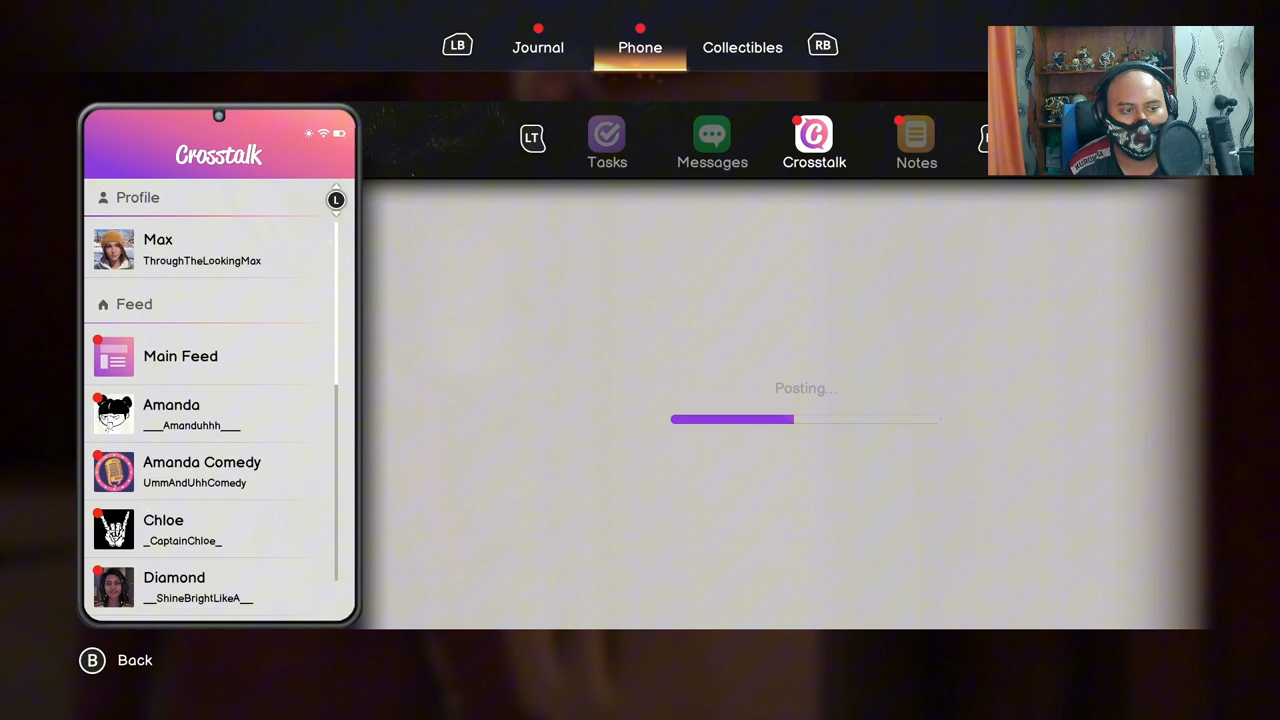 LB
Journal
Phone
Collectibles
RB
LT
Tasks
Messages
Crosstalk
Notes
Crosstalk
Profile
L
Max
ThroughTheLookingMax
Feed
Main Feed
Amanda
___Amanduhhh___
Amanda Comedy
UmmAndUhhComedy
Chloe
_CaptainChloe_
Diamond
__ShineBrightLikeA__
Posting...
B Back